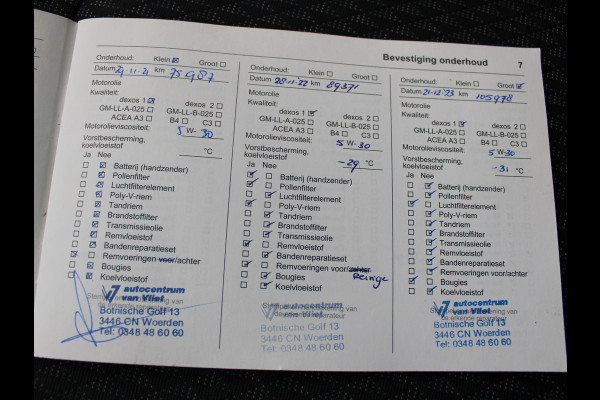 Bevestiging onderhoud 7
Onderhoud: Klein Groot
Datum 29-11-21 km 75987
Motorolie
Kwaliteit:
dexos 1 dexos 2
GM-LL-A-025 GM-LL-B-025
ACEA A3 B4 C3
Motorolieviscositeit: 5 W-30
Vorstbescherming,
koelvloeistof °C
Ja Nee
Batterij (handzender)
Pollenfilter
Luchtfilterelement
Poly-V-riem
Tandriem
Brandstoffilter
Transmissieolie
Remvloeistof
Bandenreparatieset
Remvoeringen voor/achter
Bougies
Koelvloeistof
autocentrum
van Vliet
Botnische Golf 13
3446 CN Woerden
Tel: 0348 48 60 60
Onderhoud: Klein Groot
Datum 28-11-'22 km 89371
Motorolie
Kwaliteit:
dexos 1 dexos 2
GM-LL-A-025 GM-LL-B-025
ACEA A3 B4 C3
Motorolieviscositeit: 5 W-30
Vorstbescherming,
koelvloeistof -29 °C
Ja Nee
Batterij (handzender)
Pollenfilter
Luchtfilterelement
Poly-V-riem
Tandriem
Brandstoffilter
Transmissieolie
Remvloeistof
Bandenreparatieset
Remvoeringen voor/achter
Bougies Reinige
Koelvloeistof
autocentrum
van Vliet
Botnische Golf 13
3446 CN Woerden
Tel: 0348 48 60 60
Onderhoud: Klein Groot
Datum 21-12-'23 km 105978
Motorolie
Kwaliteit:
dexos 1 dexos 2
GM-LL-A-025 GM-LL-B-025
ACEA A3 B4 C3
Motorolieviscositeit: 5 W-30
Vorstbescherming,
koelvloeistof -31 °C
Ja Nee
Batterij (handzender)
Pollenfilter
Luchtfilterelement
Poly-V-riem
Tandriem
Brandstoffilter
Transmissieolie
Remvloeistof
Bandenreparatieset
Remvoeringen voor/achter
Bougies
Koelvloeistof
autocentrum
van Vliet
Botnische Golf 13
3446 CN Woerden
Tel: 0348 48 60 60